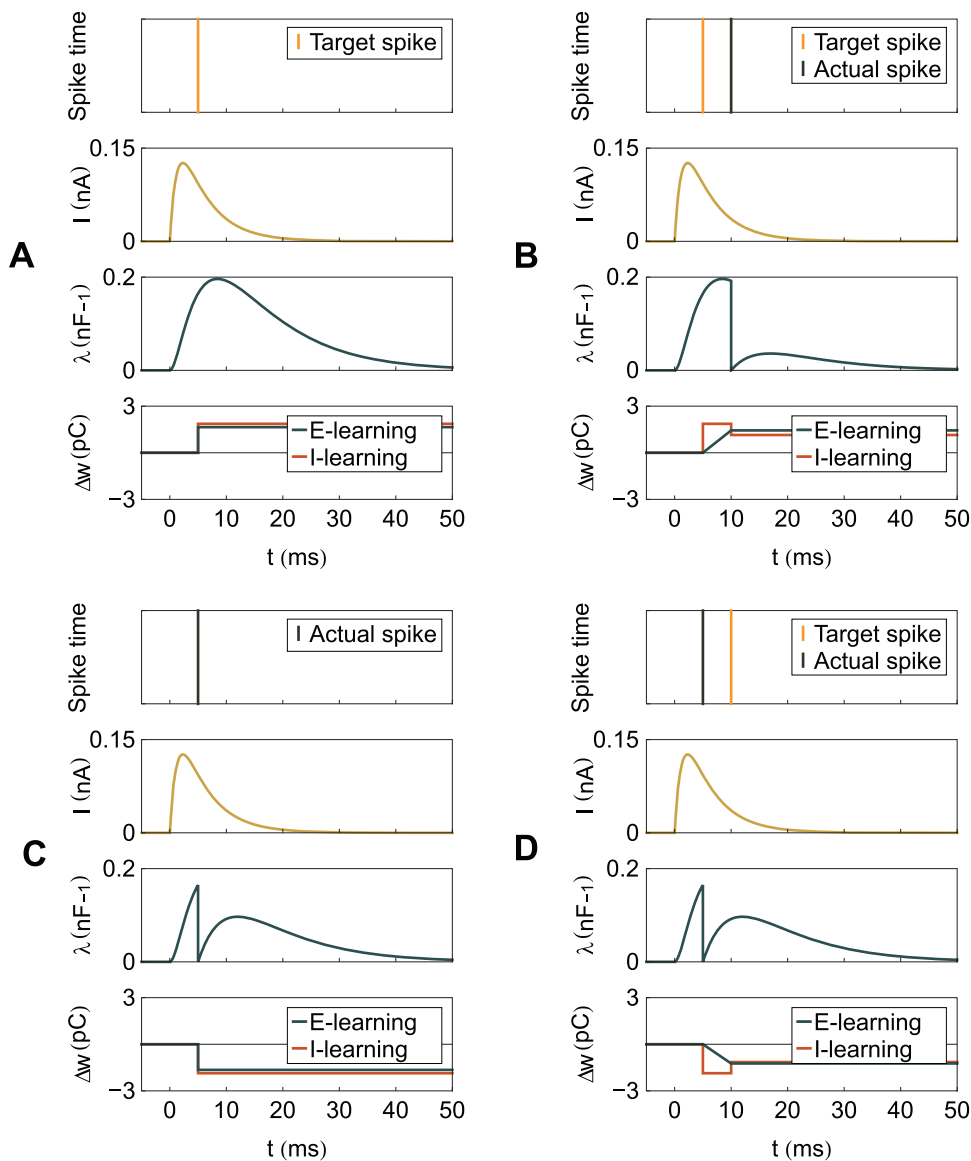 A
Spike time
Target spike
I (nA)
0.15
0
λ (nF−1)
0.2
0
Δw (pC)
3
−3
E-learning
I-learning
0 10 20 30 40 50
t (ms)
B
Spike time
Target spike
Actual spike
I (nA)
0.15
0
λ (nF−1)
0.2
0
Δw (pC)
3
−3
E-learning
I-learning
0 10 20 30 40 50
t (ms)
C
Spike time
Actual spike
I (nA)
0.15
0
λ (nF−1)
0.2
0
Δw (pC)
3
−3
E-learning
I-learning
0 10 20 30 40 50
t (ms)
D
Spike time
Target spike
Actual spike
I (nA)
0.15
0
λ (nF−1)
0.2
0
Δw (pC)
3
−3
E-learning
I-learning
0 10 20 30 40 50
t (ms)